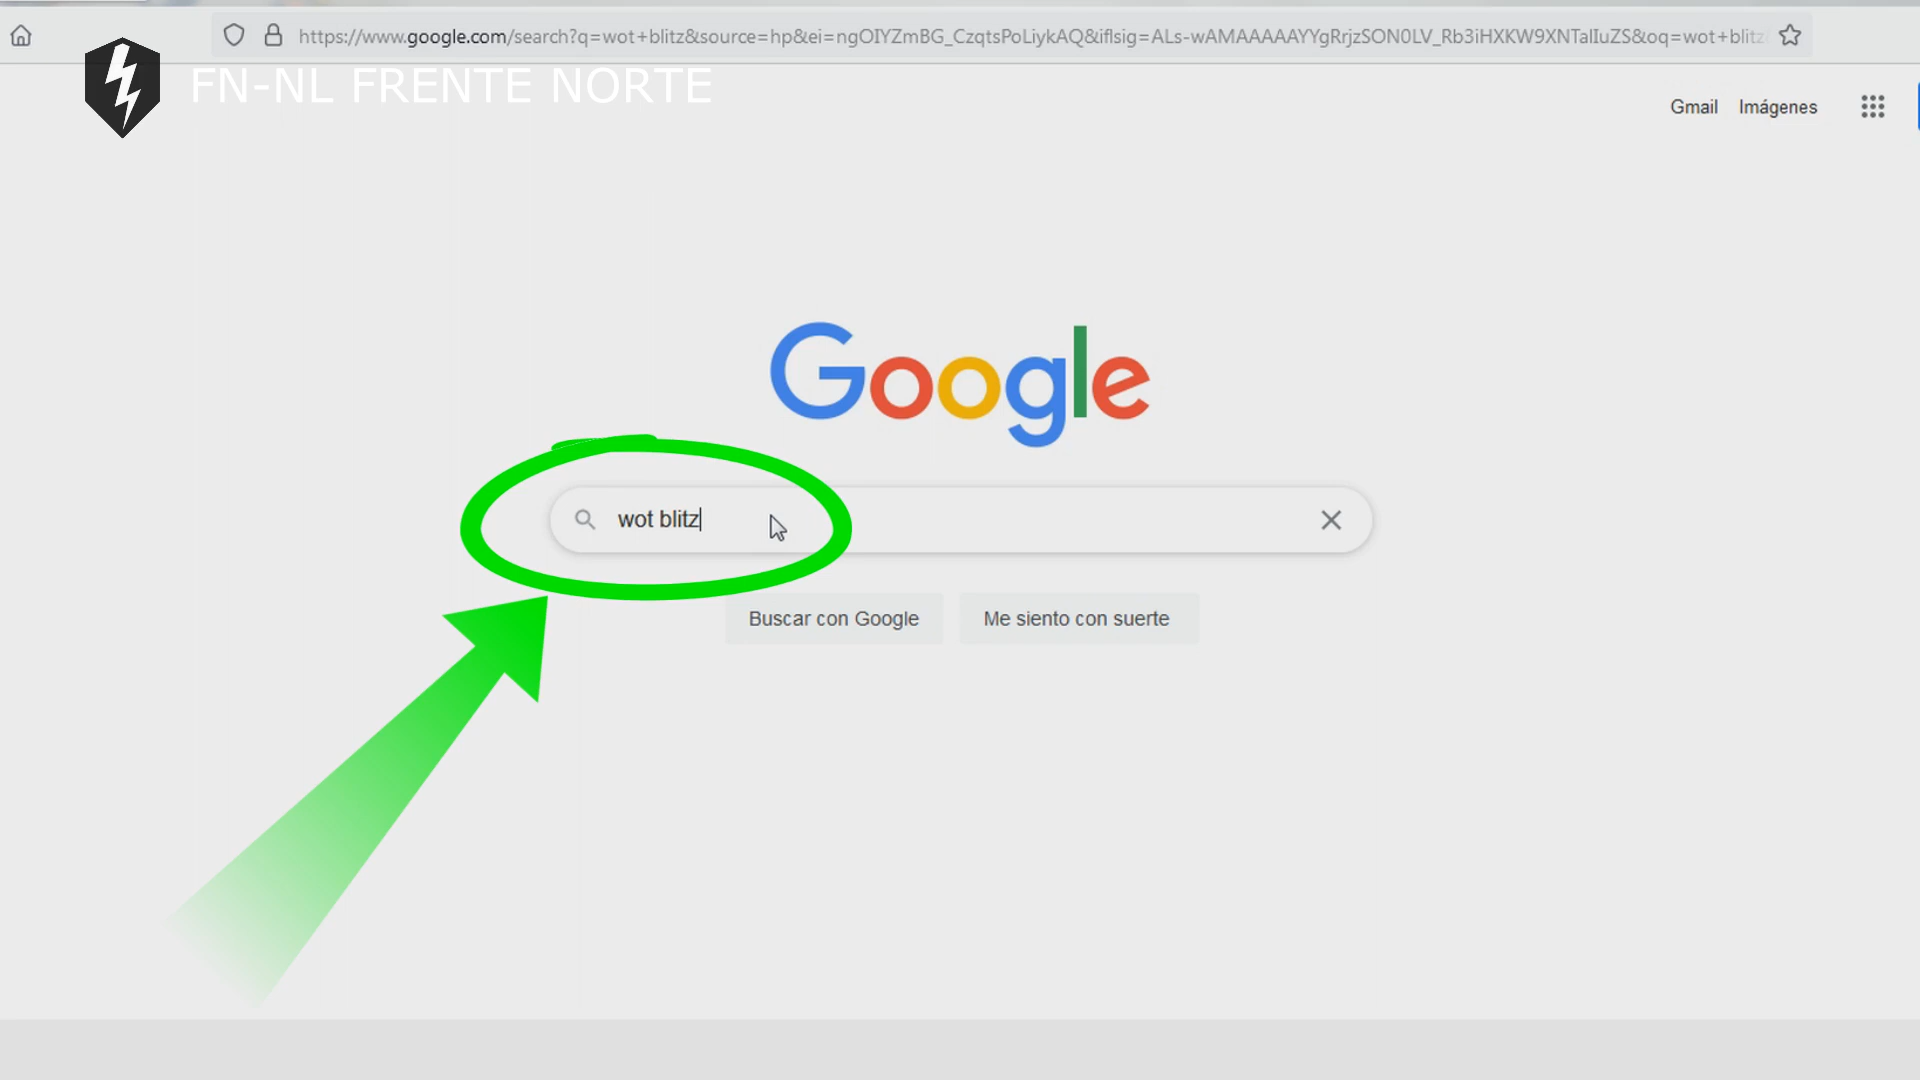 https://www.google.com/search?q=wot+blitz&source=hp&ei=ngOIYZmBG_CzqtsPoLiykAQ&iflsig=ALs-wAMAAAAAYYgRrjzSON0LV_Rb3iHXKW9XNTalIuZS&oq=wot+blitz
FN-NL FRENTE NORTE
Gmail Imágenes
Google
wot blitz
Buscar con Google Me siento con suerte